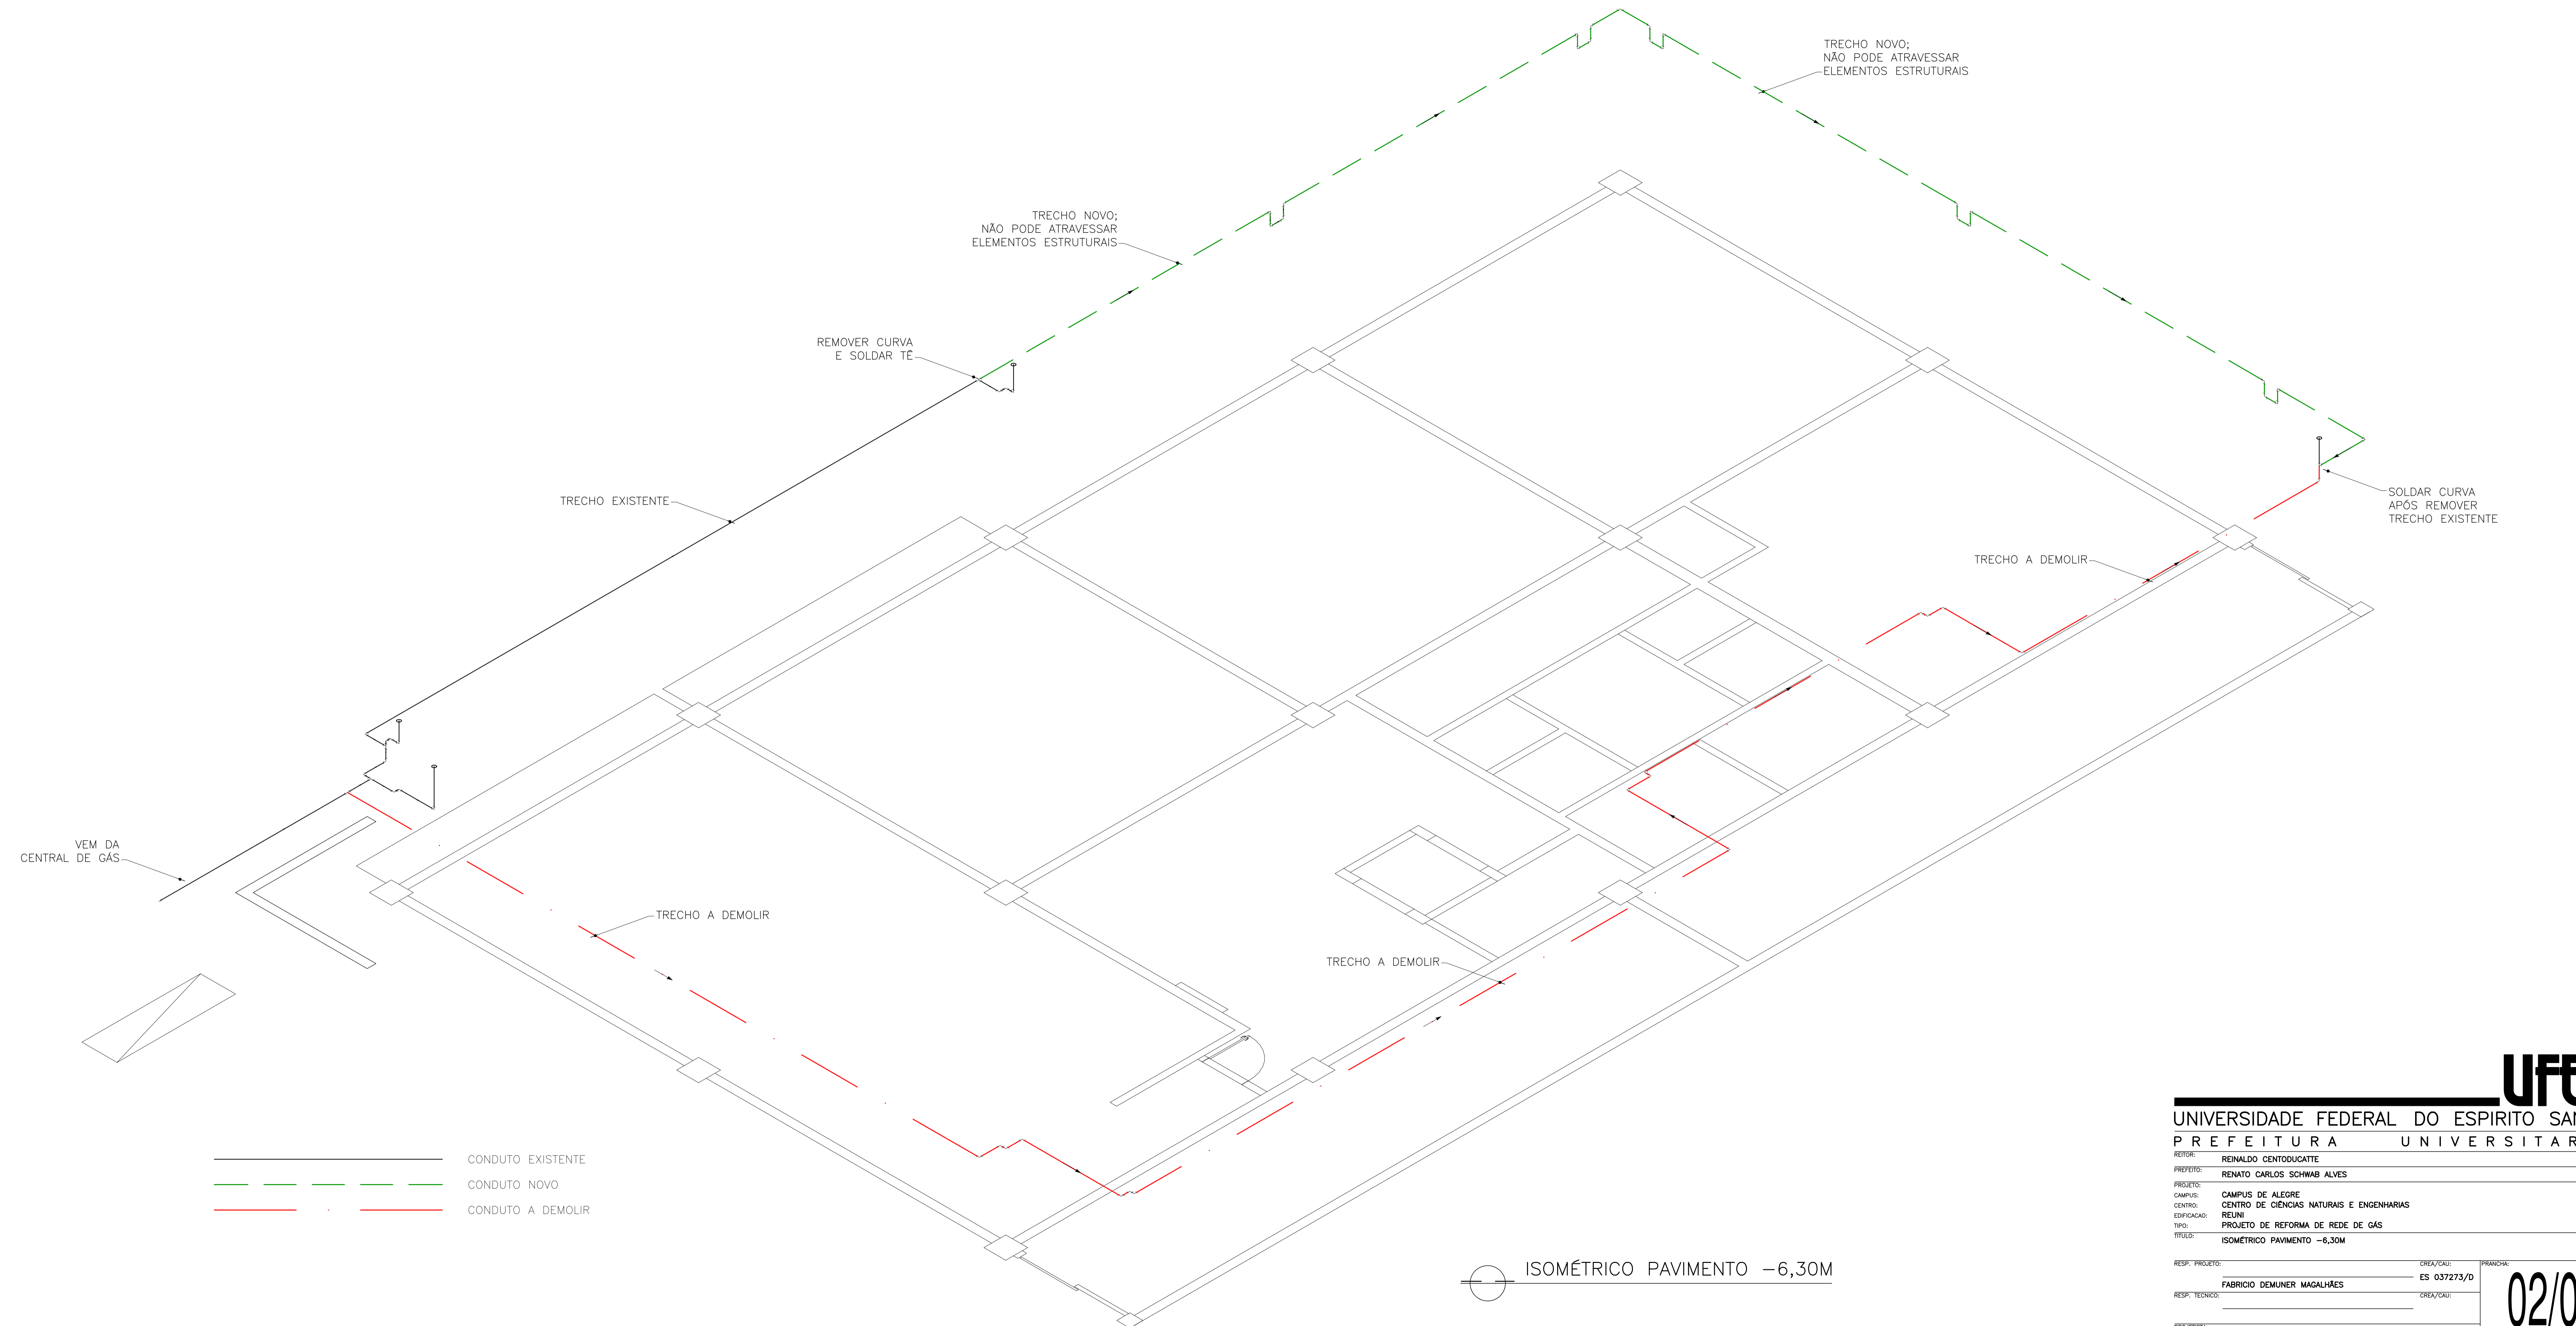 TRECHO NOVO;
NÃO PODE ATRAVESSAR
ELEMENTOS ESTRUTURAIS
TRECHO NOVO;
NÃO PODE ATRAVESSAR
ELEMENTOS ESTRUTURAIS
REMOVER CURVA
E SOLDAR TÊ
TRECHO EXISTENTE
SOLDAR CURVA
APÓS REMOVER
TRECHO EXISTENTE
TRECHO A DEMOLIR
VEM DA
CENTRAL DE GÁS
TRECHO A DEMOLIR
TRECHO A DEMOLIR
CONDUTO EXISTENTE
CONDUTO NOVO
CONDUTO A DEMOLIR
ISOMÉTRICO PAVIMENTO -6,30M
UNIVERSIDADE FEDERAL DO ESPIRITO
PREFEITURA
REITOR: REINALDO CENTODUCATTE
PREFEITO: RENATO CARLOS SCHWAB ALVES
PROJETO:
CAMPUS: CAMPUS DE ALEGRE
CENTRO: CENTRO DE CIÊNCIAS NATURAIS E ENGENHARIAS
EDIFICACAO: REUNI
TIPO: PROJETO DE REFORMA DE REDE DE GÁS
TITULO: ISOMÉTRICO PAVIMENTO -6,30M
RESP. PROJETO: CREA/CAU: PRANCHA:
ES 037273/D
FABRICIO DEMUNER MAGALHÃES
RESP. TECNICO: CREA/CAU:
02/0